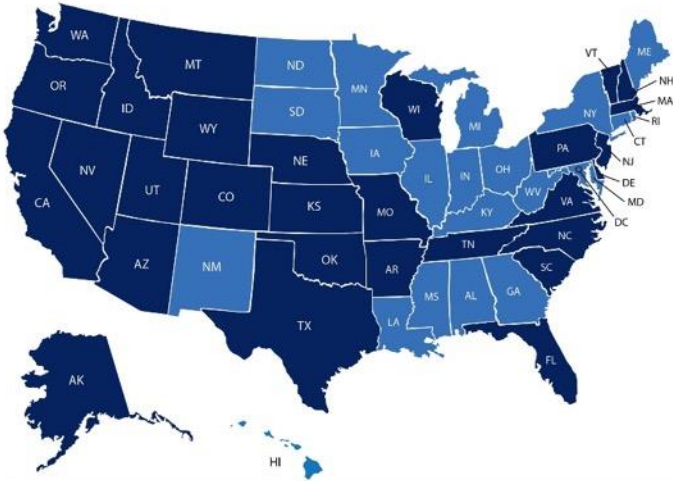 WA
ME
VT
MT
ND
MN
NH
OR
MA
ID
SD
WI
NY
RI
MI
WY
CT
IA
PA
NJ
NE
NV
OH
IL
IN
DE
UT
CO
WV
MD
CA
KS
MO
VA
KY
DC
NC
TN
OK
AZ
NM
AR
SC
MS
AL
GA
LA
TX
AK
FL
HI